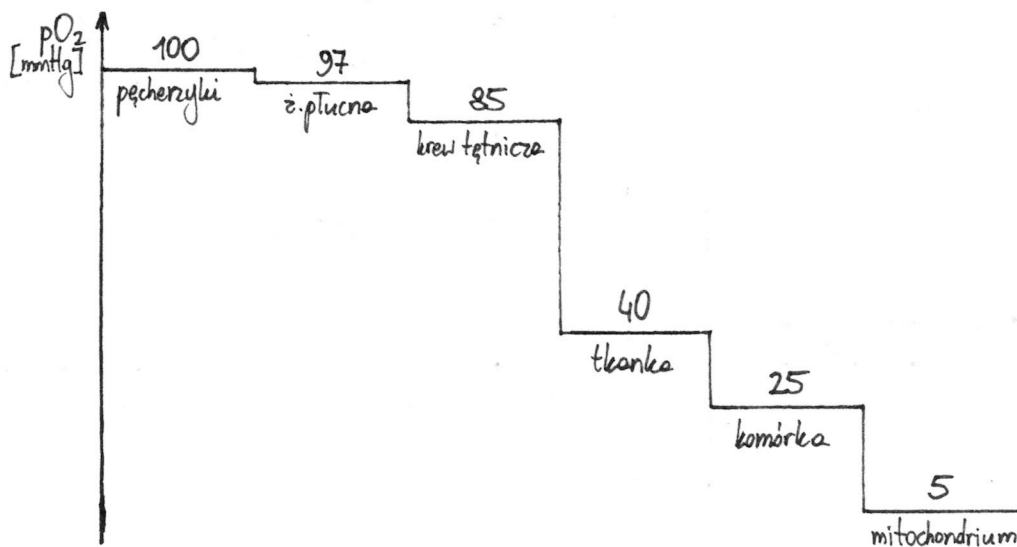 pO₂
[mmHg]
100
pęcherzyki
97
ż. płucna
85
krew tętnicza
40
tkanka
25
komórka
5
mitochondrium